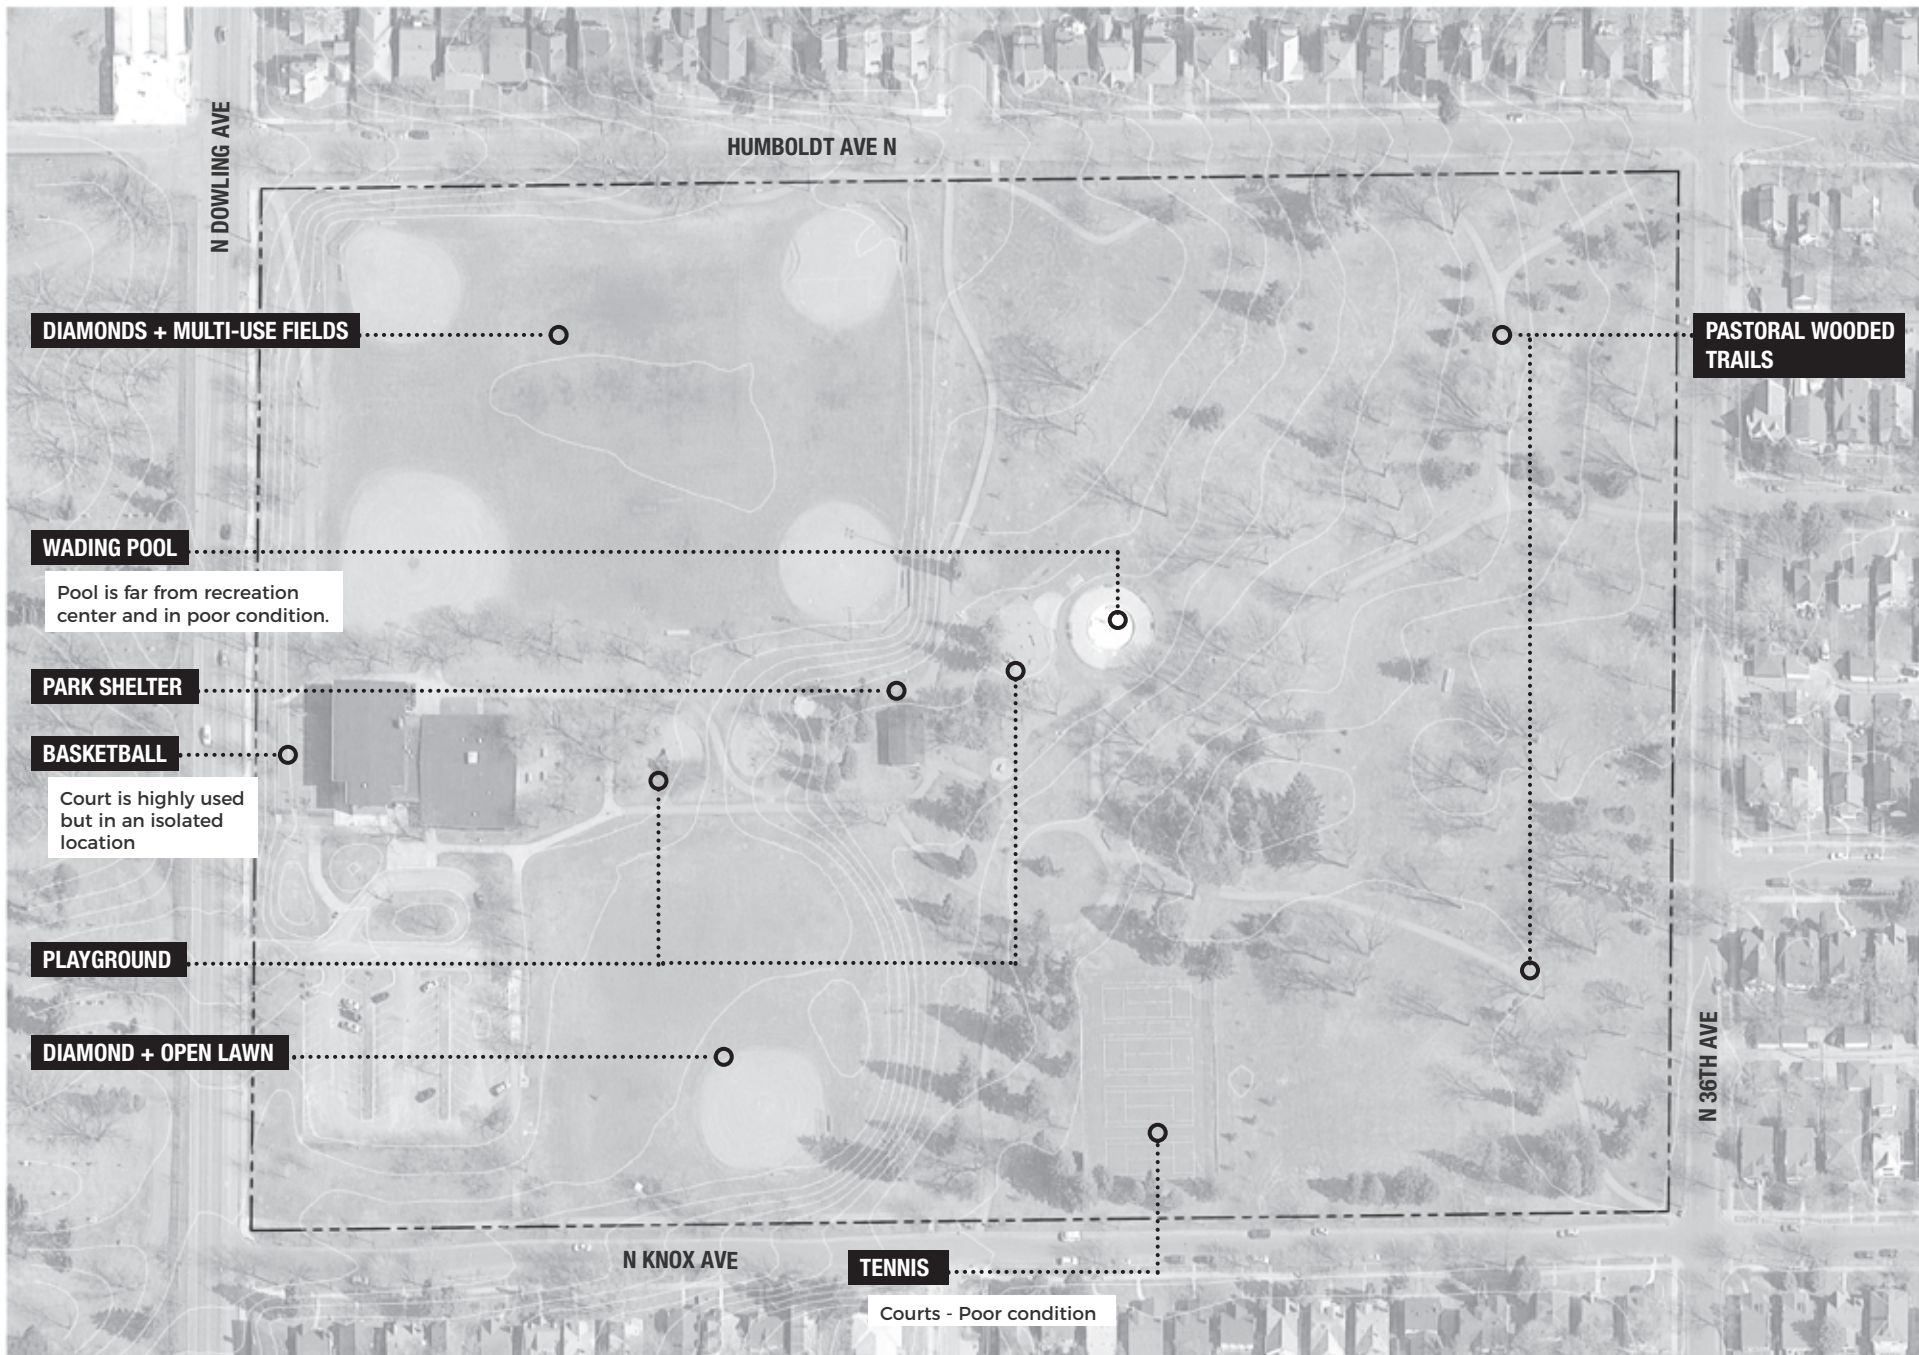 HUMBOLDT AVE N
N DOWLING AVE
DIAMONDS + MULTI-USE FIELDS
PASTORAL WOODED
TRAILS
WADING POOL
Pool is far from recreation
center and in poor condition.
PARK SHELTER
BASKETBALL
Court is highly used
but in an isolated
location
PLAYGROUND
DIAMOND + OPEN LAWN
N 36TH AVE
N KNOX AVE
TENNIS
Courts - Poor condition